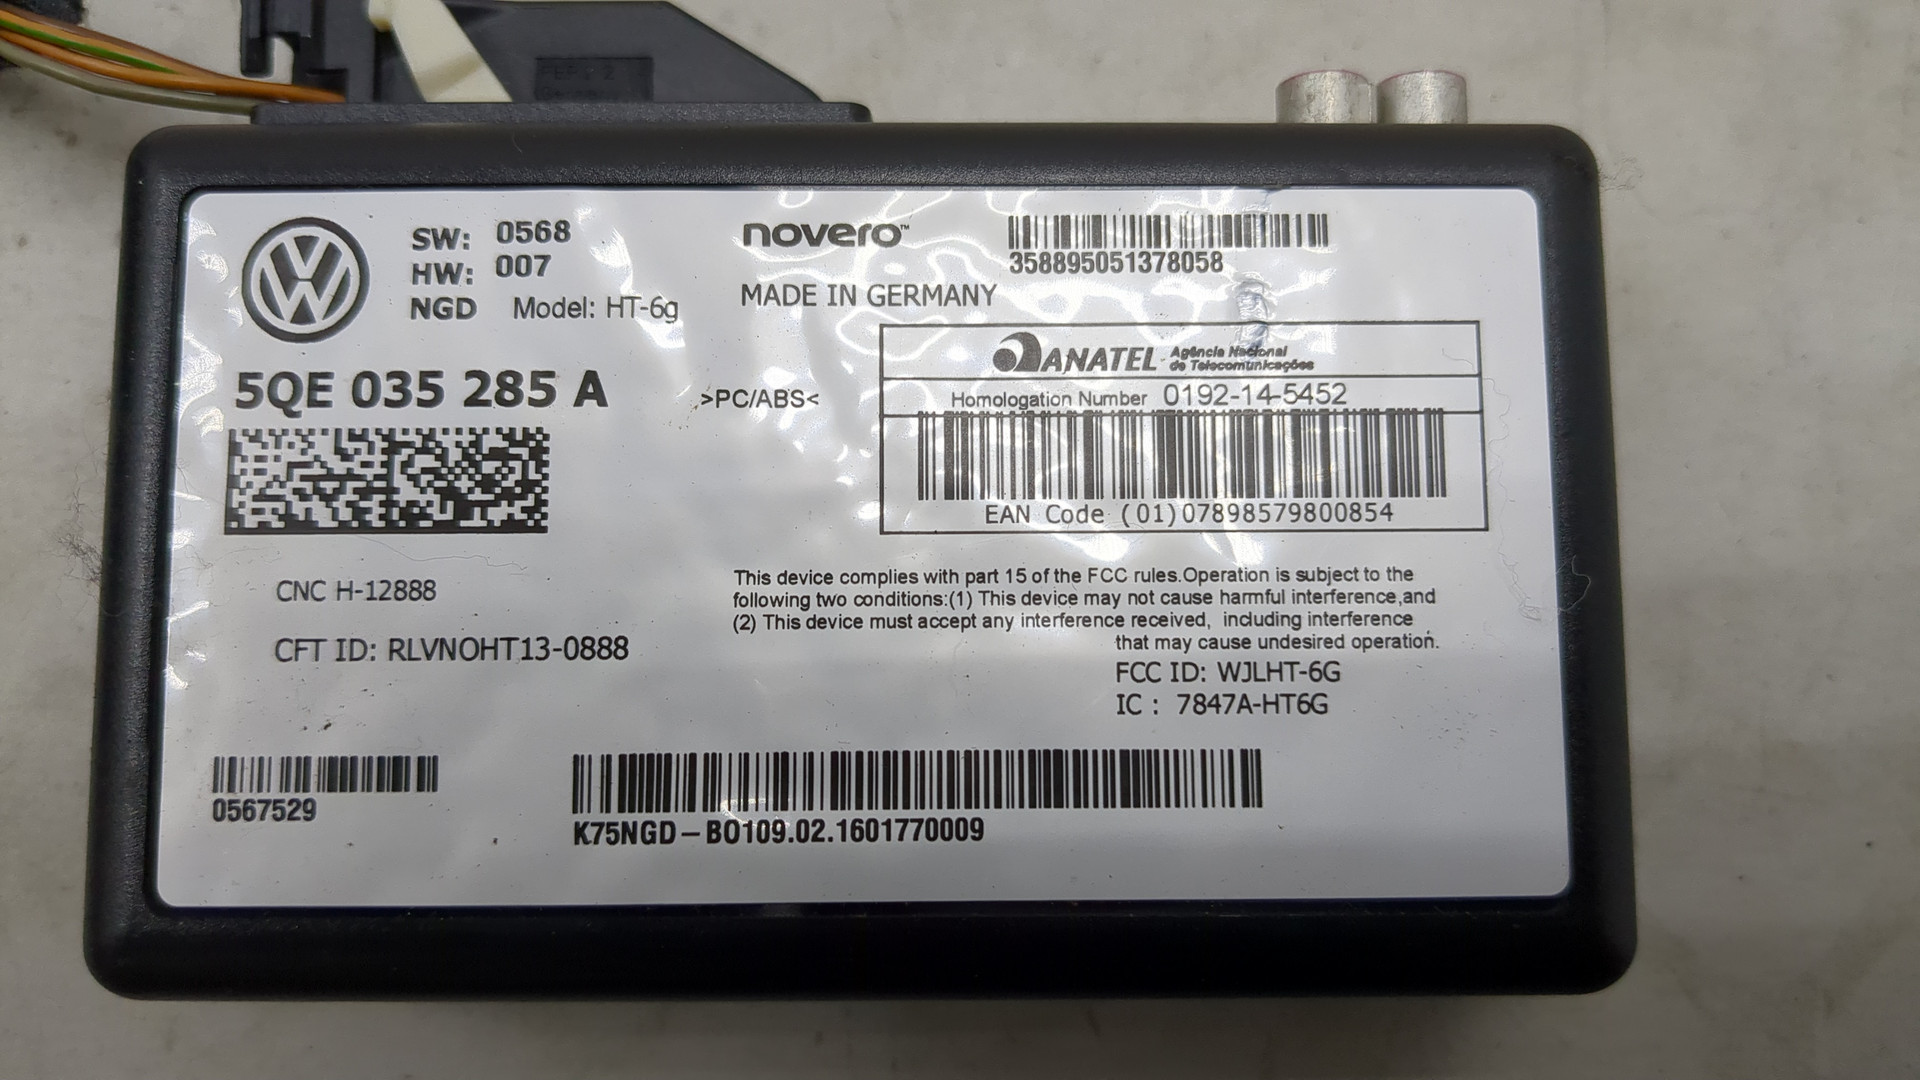 SW: 0568
HW: 007
NGD Model: HT-6g
novero™
MADE IN GERMANY
358895051378058
5QE 035 285 A
>PC/ABS<
ANATEL Agência Nacional
de Telecomunicações
Homologation Number 0192-14-5452
EAN Code (01)07898579800854
CNC H-12888
CFT ID: RLVNOHT13-0888
This device complies with part 15 of the FCC rules.Operation is subject to the
following two conditions:(1) This device may not cause harmful interference,and
(2) This device must accept any interference received, including interference
that may cause undesired operation.
FCC ID: WJLHT-6G
IC : 7847A-HT6G
0567529
K75NGD–BO109.02.1601770009